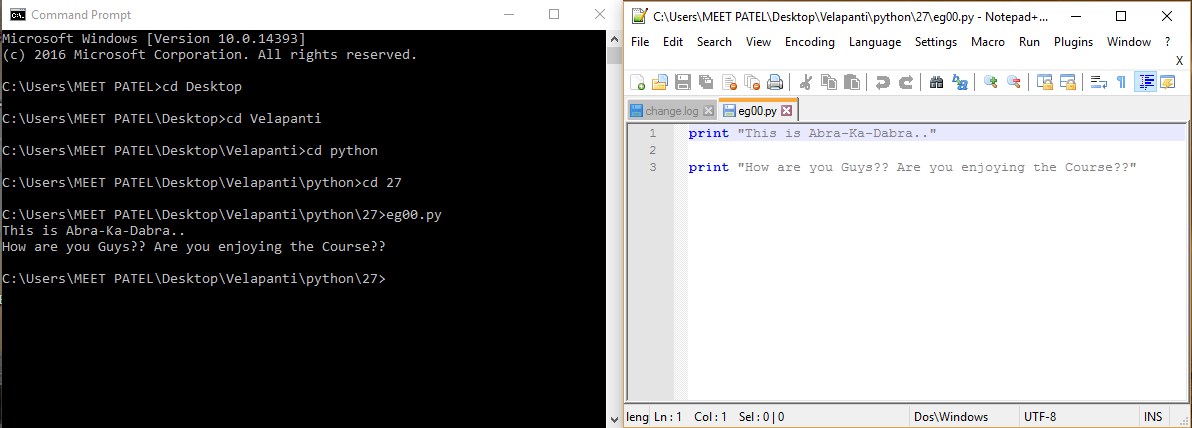 Command Prompt
Microsoft Windows [Version 10.0.14393]
(c) 2016 Microsoft Corporation. All rights reserved.
C:\Users\MEET PATEL>cd Desktop
C:\Users\MEET PATEL\Desktop>cd Velapanti
C:\Users\MEET PATEL\Desktop\Velapanti>cd python
C:\Users\MEET PATEL\Desktop\Velapanti\python>cd 27
C:\Users\MEET PATEL\Desktop\Velapanti\python\27>eg00.py
This is Abra-Ka-Dabra..
How are you Guys?? Are you enjoying the Course??
C:\Users\MEET PATEL\Desktop\Velapanti\python\27>
C:\Users\MEET PATEL\Desktop\Velapanti\python\27\eg00.py - Notepad+...
File Edit Search View Encoding Language Settings Macro Run Plugins Window ?
X
change.log eg00.py
1 print "This is Abra-Ka-Dabra.."
2
3 print "How are you Guys?? Are you enjoying the Course??"
leng Ln : 1 Col : 1 Sel : 0 | 0 Dos\Windows UTF-8 INS